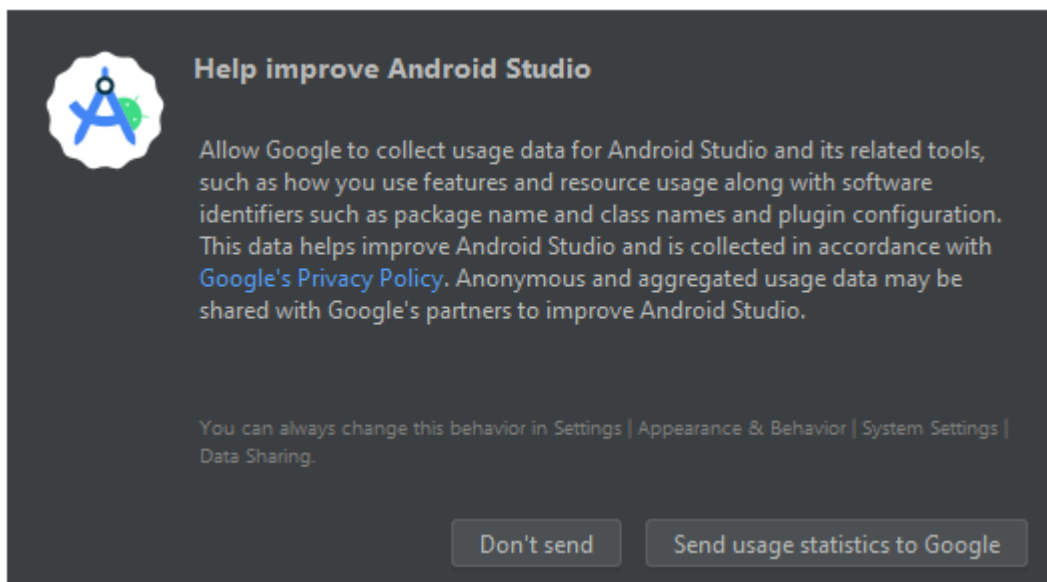 Help improve Android Studio
Allow Google to collect usage data for Android Studio and its related tools,
such as how you use features and resource usage along with software
identifiers such as package name and class names and plugin configuration.
This data helps improve Android Studio and is collected in accordance with
Google's Privacy Policy. Anonymous and aggregated usage data may be
shared with Google's partners to improve Android Studio.
You can always change this behavior in Settings | Appearance & Behavior | System Settings |
Data Sharing.
Don't send Send usage statistics to Google